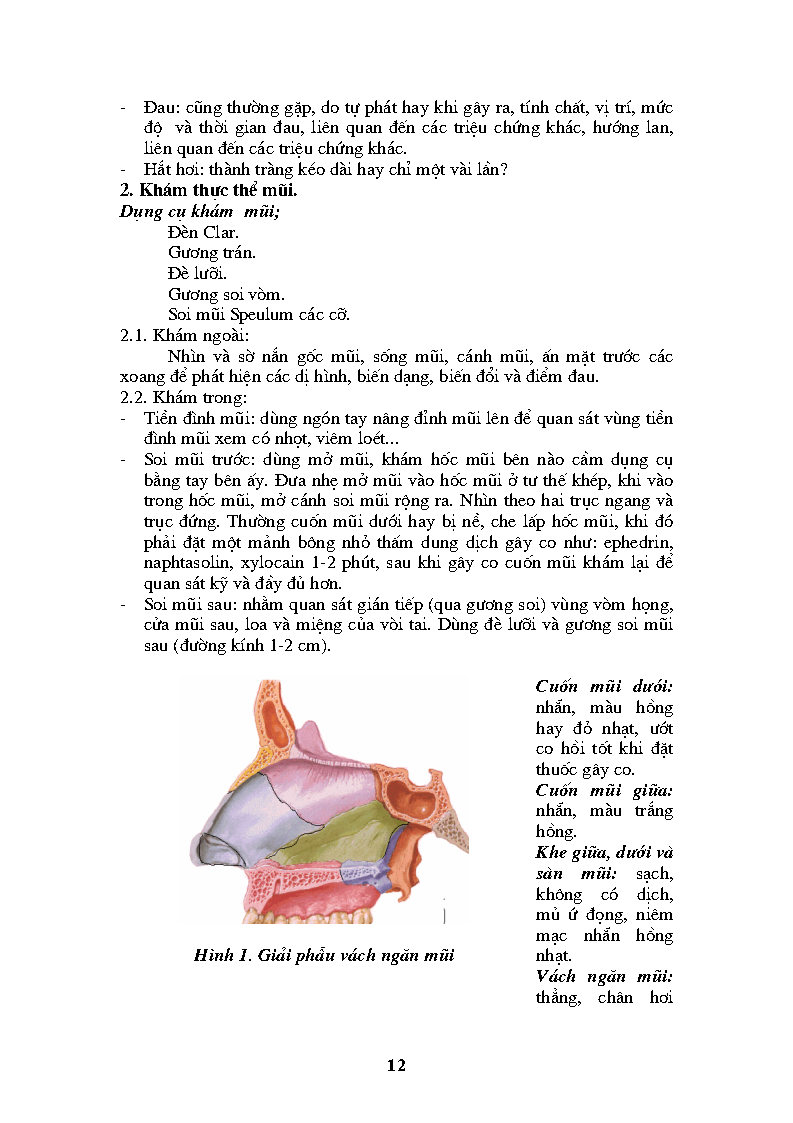 - Đau: cũng thường gặp, do tự phát hay khi gây ra, tính chất, vị trí, mức
độ và thời gian đau, liên quan đến các triệu chứng khác, hướng lan,
liên quan đến các triệu chứng khác.
- Hắt hơi: thành tràng kéo dài hay chỉ một vài lần?
2. Khám thực thể mũi.
Dụng cụ khám mũi;
Đèn Clar.
Gương trán.
Đè lưỡi.
Gương soi vòm.
Soi mũi Speulum các cỡ.
2.1. Khám ngoài:
Nhìn và sờ nắn gốc mũi, sống mũi, cánh mũi, ấn mặt trước các
xoang để phát hiện các dị hình, biến dạng, biến đổi và điểm đau.
2.2. Khám trong:
- Tiền đình mũi: dùng ngón tay nâng đỉnh mũi lên để quan sát vùng tiền
đình mũi xem có nhọt, viêm loét...
- Soi mũi trước: dùng mở mũi, khám hốc mũi bên nào cầm dụng cụ
bằng tay bên ấy. Đưa nhẹ mở mũi vào hốc mũi ở tư thế khép, khi vào
trong hốc mũi, mở cánh soi mũi rộng ra. Nhìn theo hai trục ngang và
trục đứng. Thường cuốn mũi dưới hay bị nề, che lấp hốc mũi, khi đó
phải đặt một mảnh bông nhỏ thấm dung dịch gây co như: ephedrin,
naphtasolin, xylocain 1-2 phút, sau khi gây co cuốn mũi khám lại để
quan sát kỹ và đầy đủ hơn.
- Soi mũi sau: nhằm quan sát gián tiếp (qua gương soi) vùng vòm họng,
cửa mũi sau, loa và miệng của vòi tai. Dùng đè lưỡi và gương soi mũi
sau (đường kính 1-2 cm).
Hình 1. Giải phẫu vách ngăn mũi
Cuốn mũi dưới:
nhẵn, màu hồng
hay đỏ nhạt, ướt
co hồi tốt khi đặt
thuốc gây co.
Cuốn mũi giữa:
nhẵn, màu trắng
hồng.
Khe giữa, dưới và
sàn mũi: sạch,
không có dịch,
mủ ứ đọng, niêm
mạc nhẵn hồng
nhạt.
Vách ngăn mũi:
thẳng, chân hơi
12